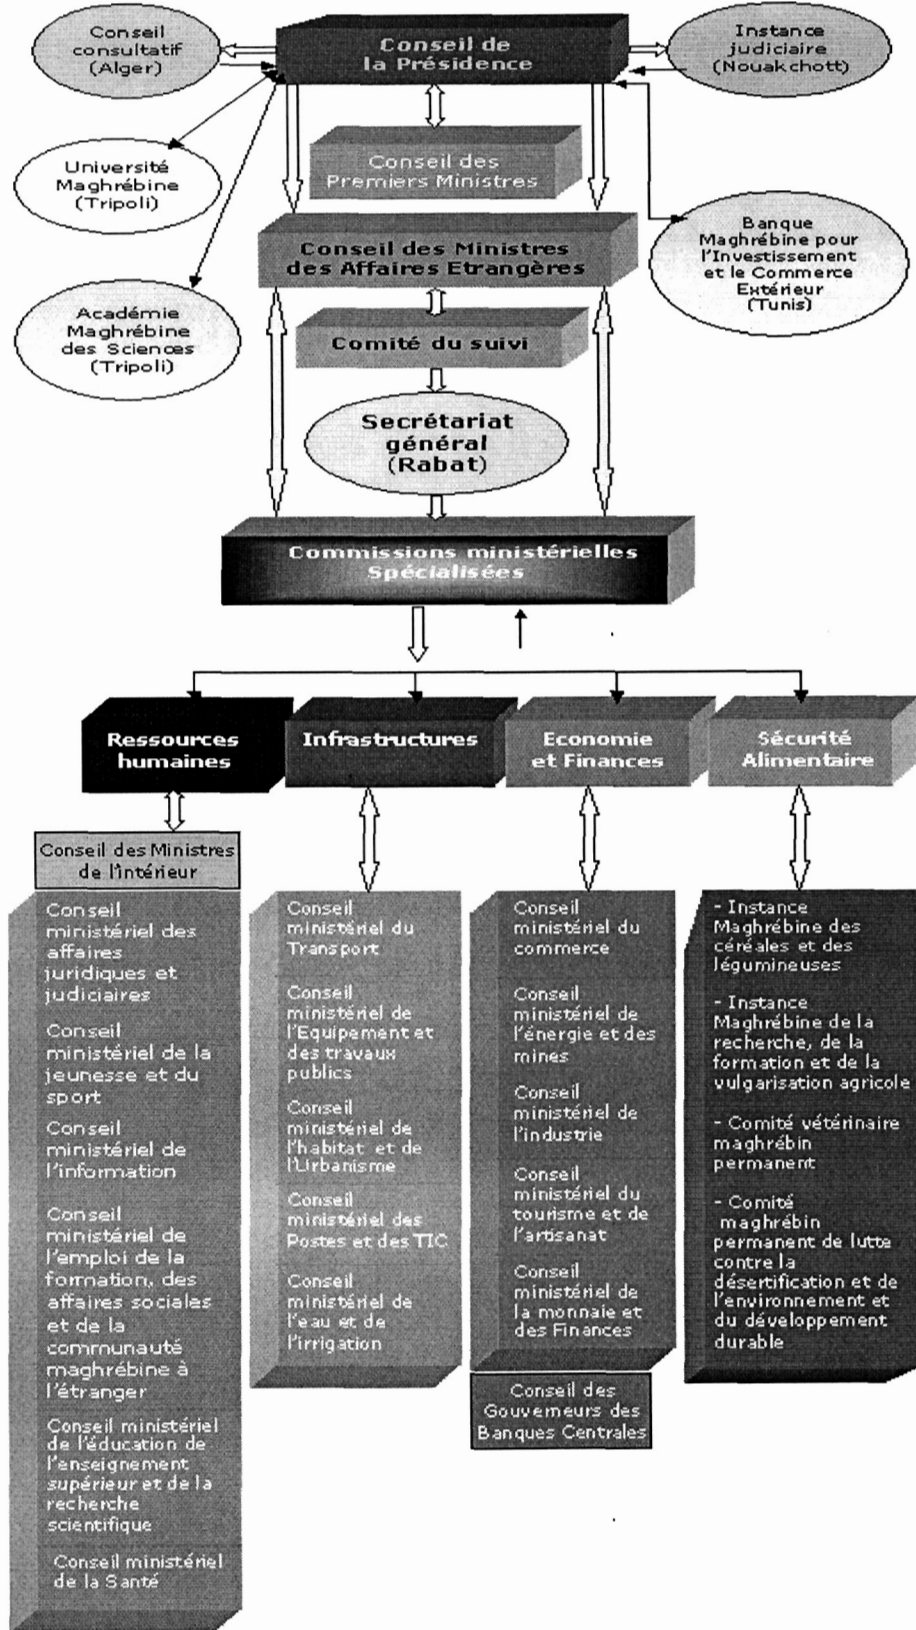 Conseil
consultatif
(Alger)
Conseil de
la Présidence
Instance
judiciaire
(Nouakchott)
Université
Maghrébine
(Tripoli)
Conseil des
Premiers Ministres
Conseil des Ministres
des Affaires Etrangères
Banque
Maghrébine pour
l'Investissement
et le Commerce
Extérieur
(Tunis)
Académie
Maghrébine
des Sciences
(Tripoli)
Comité du suivi
Secrétariat
général
(Rabat)
Commissions ministérielles
Spécialisées
Ressources
humaines
Infrastructures
Economie
et Finances
Sécurité
Alimentaire
Conseil des Ministres
de l'intérieur
Conseil
ministériel des
affaires
juridiques et
judiciaires
Conseil
ministériel de la
jeunesse et du
sport
Conseil
ministériel de
l'information
Conseil
ministériel de
l'emploi de la
formation, des
affaires sociales
et de la
communauté
maghrébine à
l'étranger
Conseil ministériel
de l'éducation de
l'enseignement
supérieur et de la
recherche
scientifique
Conseil ministériel
de la Santé
Conseil
ministériel du
Transport
Conseil
ministériel de
l'Equipement et
des travaux
publics
Conseil
ministériel de
l'habitat et de
l'Urbanisme
Conseil
ministériel des
Postes et des TIC
Conseil
ministériel de
l'eau et de
l'irrigation
Conseil
ministériel du
commerce
Conseil
ministériel de
l'énergie et des
mines
Conseil
ministériel de
l'industrie
Conseil
ministériel du
tourisme et de
l'artisanat
Conseil
ministériel de
la monnaie et
des Finances
Conseil des
Gouverneurs des
Banques Centrales
- Instance
Maghrébine des
céréales et des
légumineuses
- Instance
Maghrébine de la
recherche, de la
formation et de la
vulgarisation agricole
- Comité vétérinaire
maghrébin
permanent
- Comité
maghrébin
permanent de lutte
contre la
désertification et de
l'environnement et
du développement
durable